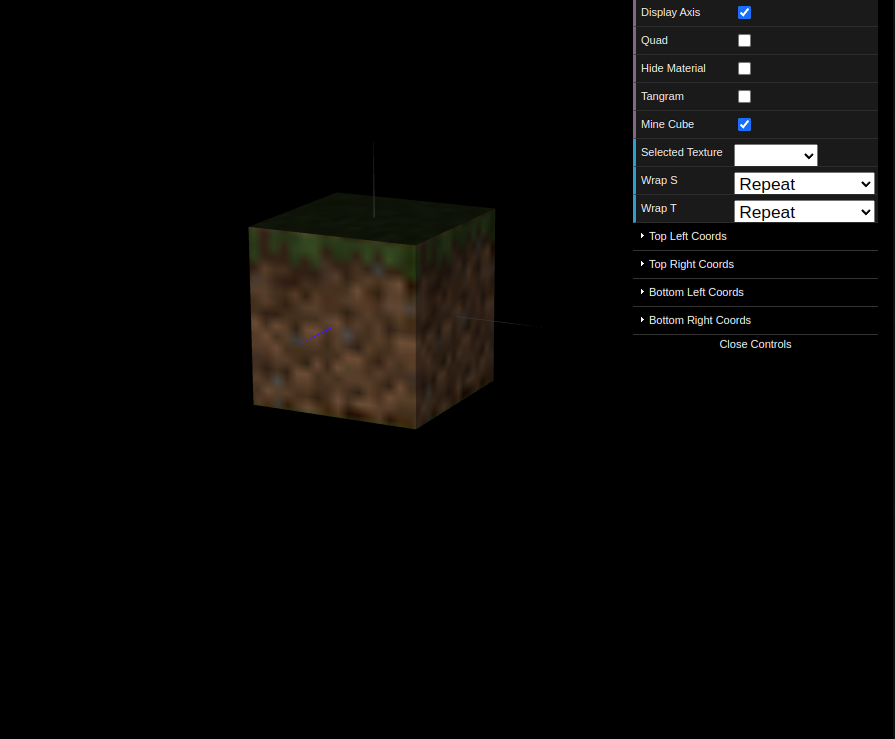 Display Axis
Quad
Hide Material
Tangram
Mine Cube
Selected Texture
Wrap S Repeat
Wrap T Repeat
Top Left Coords
Top Right Coords
Bottom Left Coords
Bottom Right Coords
Close Controls